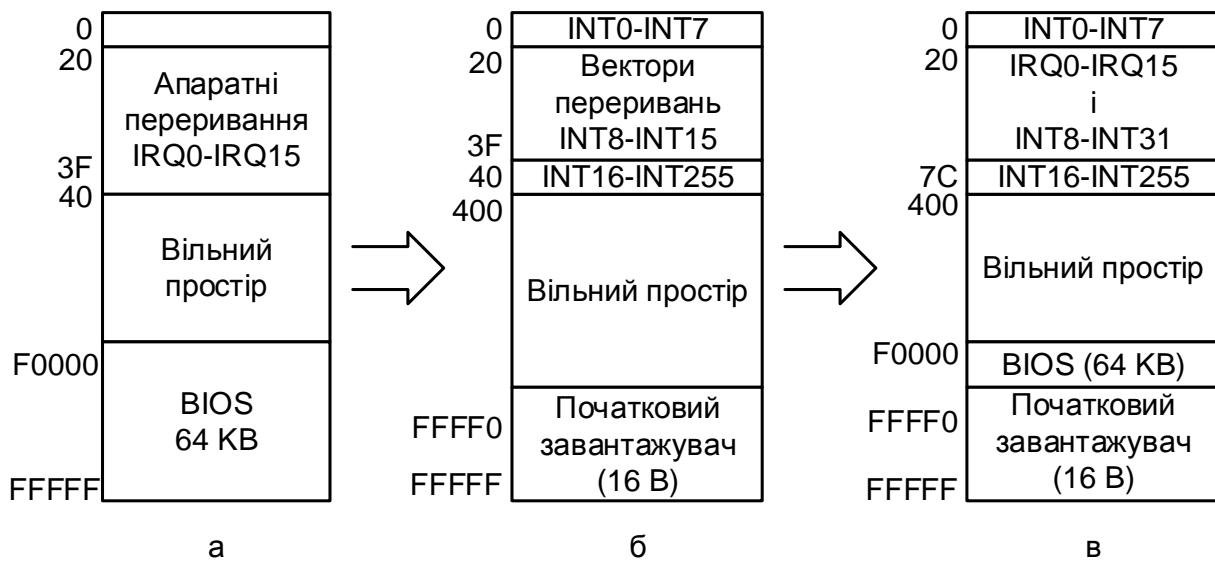 0
20
Апаратні
переривання
IRQ0-IRQ15
3F
40
Вільний
простір
F0000
BIOS
64 KB
FFFFF
а
0
INT0-INT7
20
Вектори
переривань
INT8-INT15
3F
40
INT16-INT255
400
Вільний простір
FFFF0
Початковий
завантажувач
(16 B)
FFFFF
б
0
INT0-INT7
20
IRQ0-IRQ15
і
INT8-INT31
7C
INT16-INT255
400
Вільний простір
F0000
BIOS (64 KB)
FFFF0
Початковий
завантажувач
(16 B)
FFFFF
в